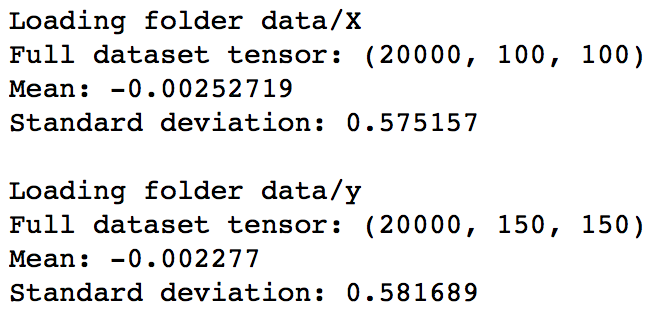 Loading folder data/X
Full dataset tensor: (20000, 100, 100)
Mean: -0.00252719
Standard deviation: 0.575157
Loading folder data/y
Full dataset tensor: (20000, 150, 150)
Mean: -0.002277
Standard deviation: 0.581689